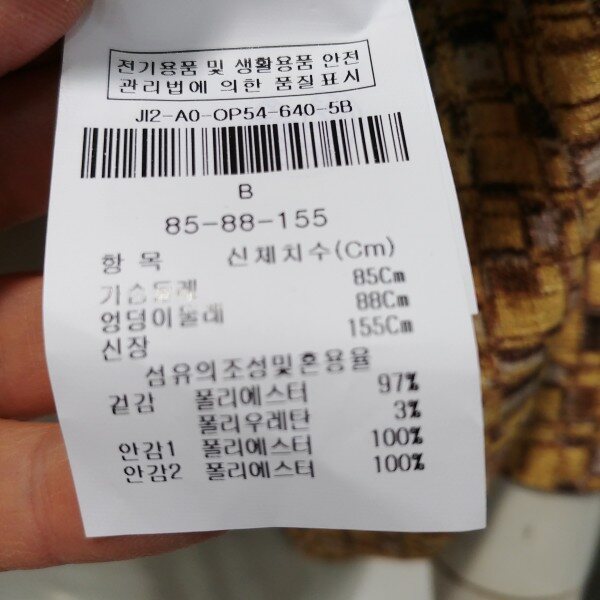 전기용품 및 생활용품 안전
관리법에 의한 품질표시
JI2-A0-OP54-640-5B
B
85-88-155
항 목 신체치수(Cm)
가슴둘레 85Cm
엉덩이둘레 88Cm
신장 155Cm
섬유의조성및혼용율
겉감 폴리에스터 97%
폴리우레탄 3%
안감1 폴리에스터 100%
안감2 폴리에스터 100%